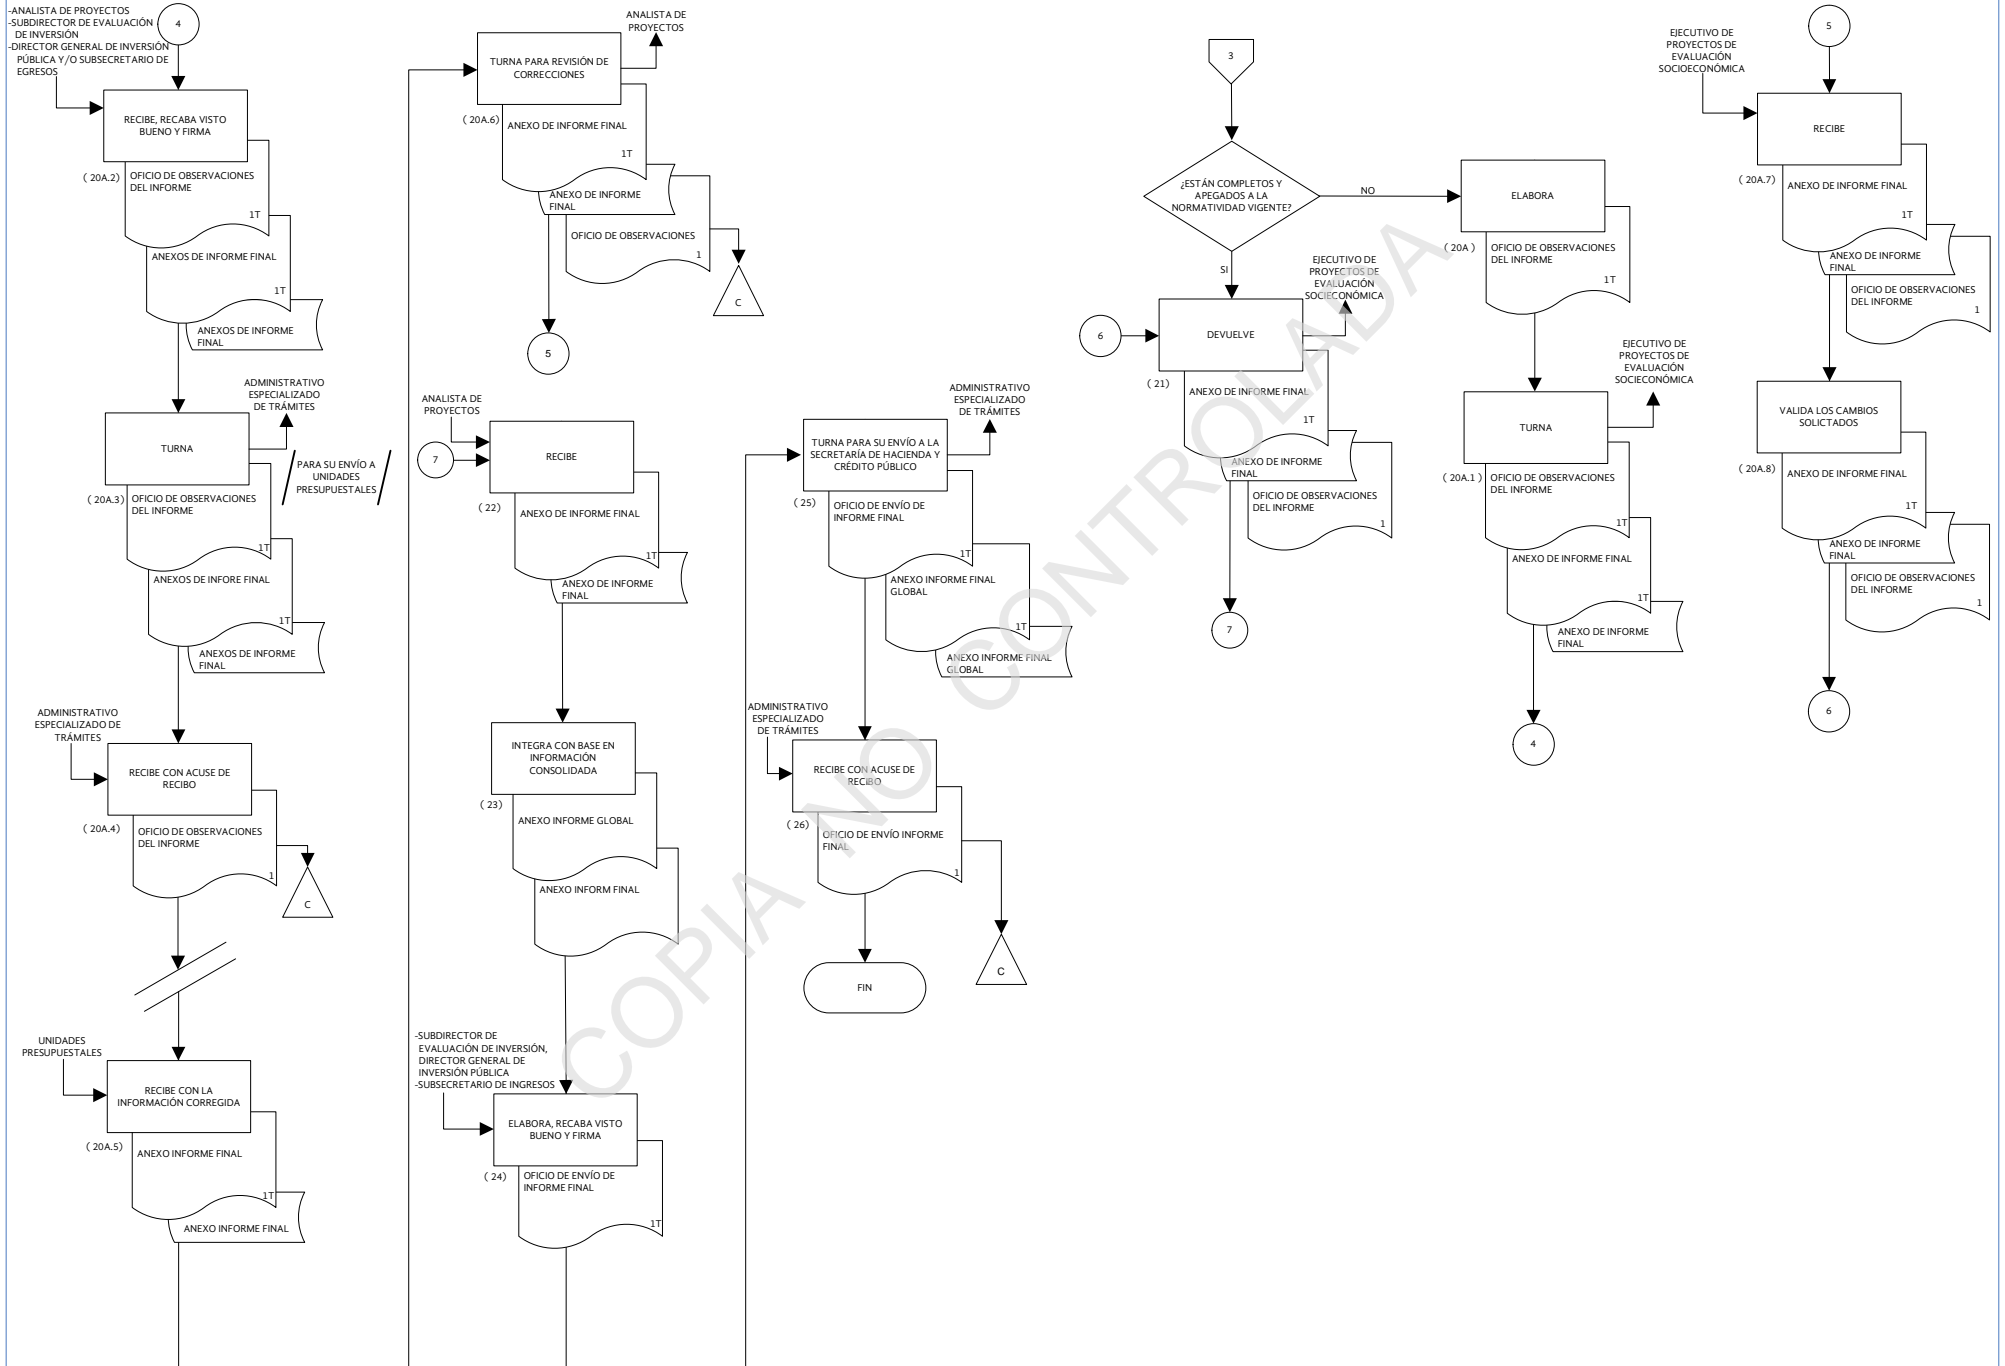 -ANALISTA DE PROYECTOS
-SUBDIRECTOR DE EVALUACIÓN
DE INVERSIÓN
-DIRECTOR GENERAL DE INVERSIÓN
PÚBLICA Y/O SUBSECRETARIO DE
EGRESOS
4
RECIBE, RECABA VISTO
BUENO Y FIRMA
( 20A.2)
OFICIO DE OBSERVACIONES
DEL INFORME
1T
ANEXOS DE INFORME FINAL
1T
ANEXOS DE INFORME
FINAL
ADMINISTRATIVO
ESPECIALIZADO
DE TRÁMITES
TURNA
PARA SU ENVÍO A
UNIDADES
PRESUPUESTALES
( 20A.3)
OFICIO DE OBSERVACIONES
DEL INFORME
1T
ANEXOS DE INFORE FINAL
1T
ANEXOS DE INFORME
FINAL
ADMINISTRATIVO
ESPECIALIZADO DE
TRÁMITES
RECIBE CON ACUSE DE
RECIBO
( 20A.4)
OFICIO DE OBSERVACIONES
DEL INFORME
1
C
UNIDADES
PRESUPUESTALES
RECIBE CON LA
INFORMACIÓN CORREGIDA
( 20A.5)
ANEXO INFORME FINAL
1T
ANEXO INFORME FINAL
ANALISTA DE
PROYECTOS
TURNA PARA REVISIÓN DE
CORRECCIONES
( 20A.6)
ANEXO DE INFORME FINAL
1T
ANEXO DE INFORME
FINAL
OFICIO DE OBSERVACIONES
1
C
5
ANALISTA DE
PROYECTOS
7
RECIBE
( 22)
ANEXO DE INFORME FINAL
1T
ANEXO DE INFORME
FINAL
INTEGRA CON BASE EN
INFORMACIÓN
CONSOLIDADA
( 23)
ANEXO INFORME GLOBAL
ANEXO INFORM FINAL
-SUBDIRECTOR DE
EVALUACIÓN DE INVERSIÓN,
DIRECTOR GENERAL DE
INVERSIÓN PÚBLICA
-SUBSECRETARIO DE INGRESOS
ELABORA, RECABA VISTO
BUENO Y FIRMA
( 24)
OFICIO DE ENVÍO DE
INFORME FINAL
1T
ADMINISTRATIVO
ESPECIALIZADO
DE TRÁMITES
TURNA PARA SU ENVÍO A LA
SECRETARÍA DE HACIENDA Y
CRÉDITO PÚBLICO
( 25)
OFICIO DE ENVÍO DE
INFORME FINAL
1T
ANEXO INFORME FINAL
GLOBAL
1T
ANEXO INFORME FINAL
GLOBAL
ADMINISTRATIVO
ESPECIALIZADO
DE TRÁMITES
RECIBE CON ACUSE DE
RECIBO
( 26)
OFICIO DE ENVÍO INFORME
FINAL
1
C
FIN
3
¿ESTÁN COMPLETOS Y
APEGADOS A LA
NORMATIVIDAD VIGENTE?
NO
SI
EJECUTIVO DE
PROYECTOS DE
EVALUACIÓN
SOCIECONÓMICA
6
DEVUELVE
( 21)
ANEXO DE INFORME FINAL
1T
ANEXO DE INFORME
FINAL
OFICIO DE OBSERVACIONES
DEL INFORME
1
7
ELABORA
( 20A )
OFICIO DE OBSERVACIONES
DEL INFORME
1T
EJECUTIVO DE
PROYECTOS DE
EVALUACIÓN
SOCIECONÓMICA
TURNA
( 20A.1 )
OFICIO DE OBSERVACIONES
DEL INFORME
1T
ANEXO DE INFORME FINAL
1T
ANEXO DE INFORME
FINAL
4
5
EJECUTIVO DE
PROYECTOS DE
EVALUACIÓN
SOCIOECONÓMICA
RECIBE
( 20A.7)
ANEXO DE INFORME FINAL
1T
ANEXO DE INFORME
FINAL
OFICIO DE OBSERVACIONES
DEL INFORME
1
VALIDA LOS CAMBIOS
SOLICTADOS
( 20A.8)
ANEXO DE INFORME FINAL
1T
ANEXO DE INFORME
FINAL
OFICIO DE OBSERVACIONES
DEL INFORME
1
6
COPIA NO CONTROLADA